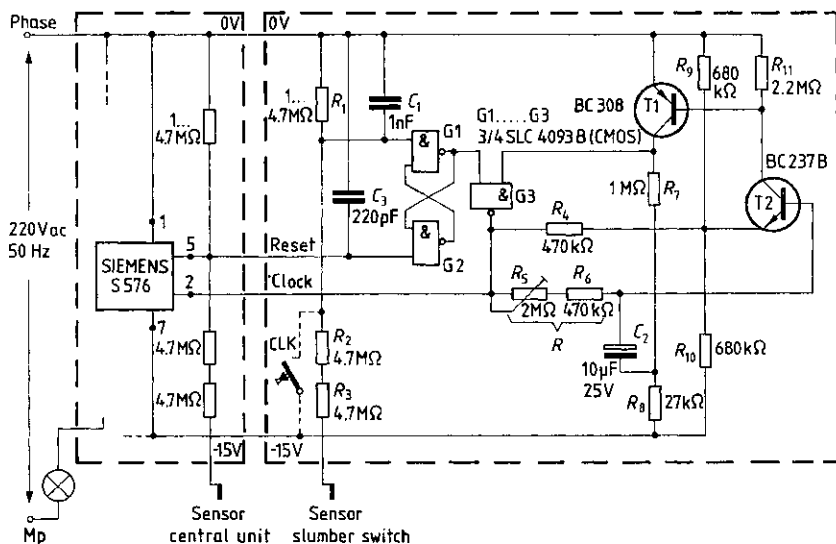 Phase
0V
0V
1...
4.7MΩ
1...
4.7MΩ
R1
C1
1nF
G1
G1.....G3
3/4 SLC 4093 B (CMOS)
BC 308
T1
R9
680
kΩ
R11
2.2MΩ
BC237B
T2
&
&
&
G3
G2
C3
220pF
1MΩ
R7
R4
470kΩ
220Vac
50 Hz
1
5
2
7
SIEMENS
S 576
Reset
Clock
R5
2MΩ
R6
470kΩ
R
C2
10µF
25V
R10
680kΩ
R8
27kΩ
CLK
R2
4.7MΩ
R3
4.7MΩ
4.7MΩ
4.7MΩ
-15V
-15V
Mp
Sensor
central unit
Sensor
slumber switch